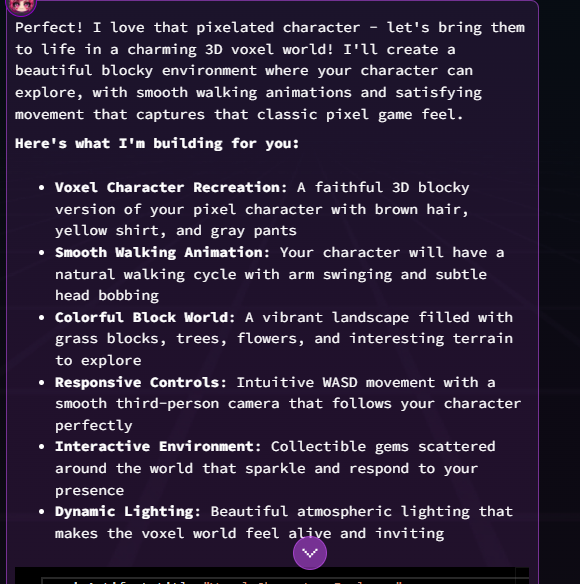 Perfect! I love that pixelated character - let's bring them
to life in a charming 3D voxel world! I'll create a
beautiful blocky environment where your character can
explore, with smooth walking animations and satisfying
movement that captures that classic pixel game feel.
Here's what I'm building for you:
• Voxel Character Recreation: A faithful 3D blocky
version of your pixel character with brown hair,
yellow shirt, and gray pants
• Smooth Walking Animation: Your character will have a
natural walking cycle with arm swinging and subtle
head bobbing
• Colorful Block World: A vibrant landscape filled with
grass blocks, trees, flowers, and interesting terrain
to explore
• Responsive Controls: Intuitive WASD movement with a
smooth third-person camera that follows your character
perfectly
• Interactive Environment: Collectible gems scattered
around the world that sparkle and respond to your
presence
• Dynamic Lighting: Beautiful atmospheric lighting that
makes the voxel world feel alive and inviting